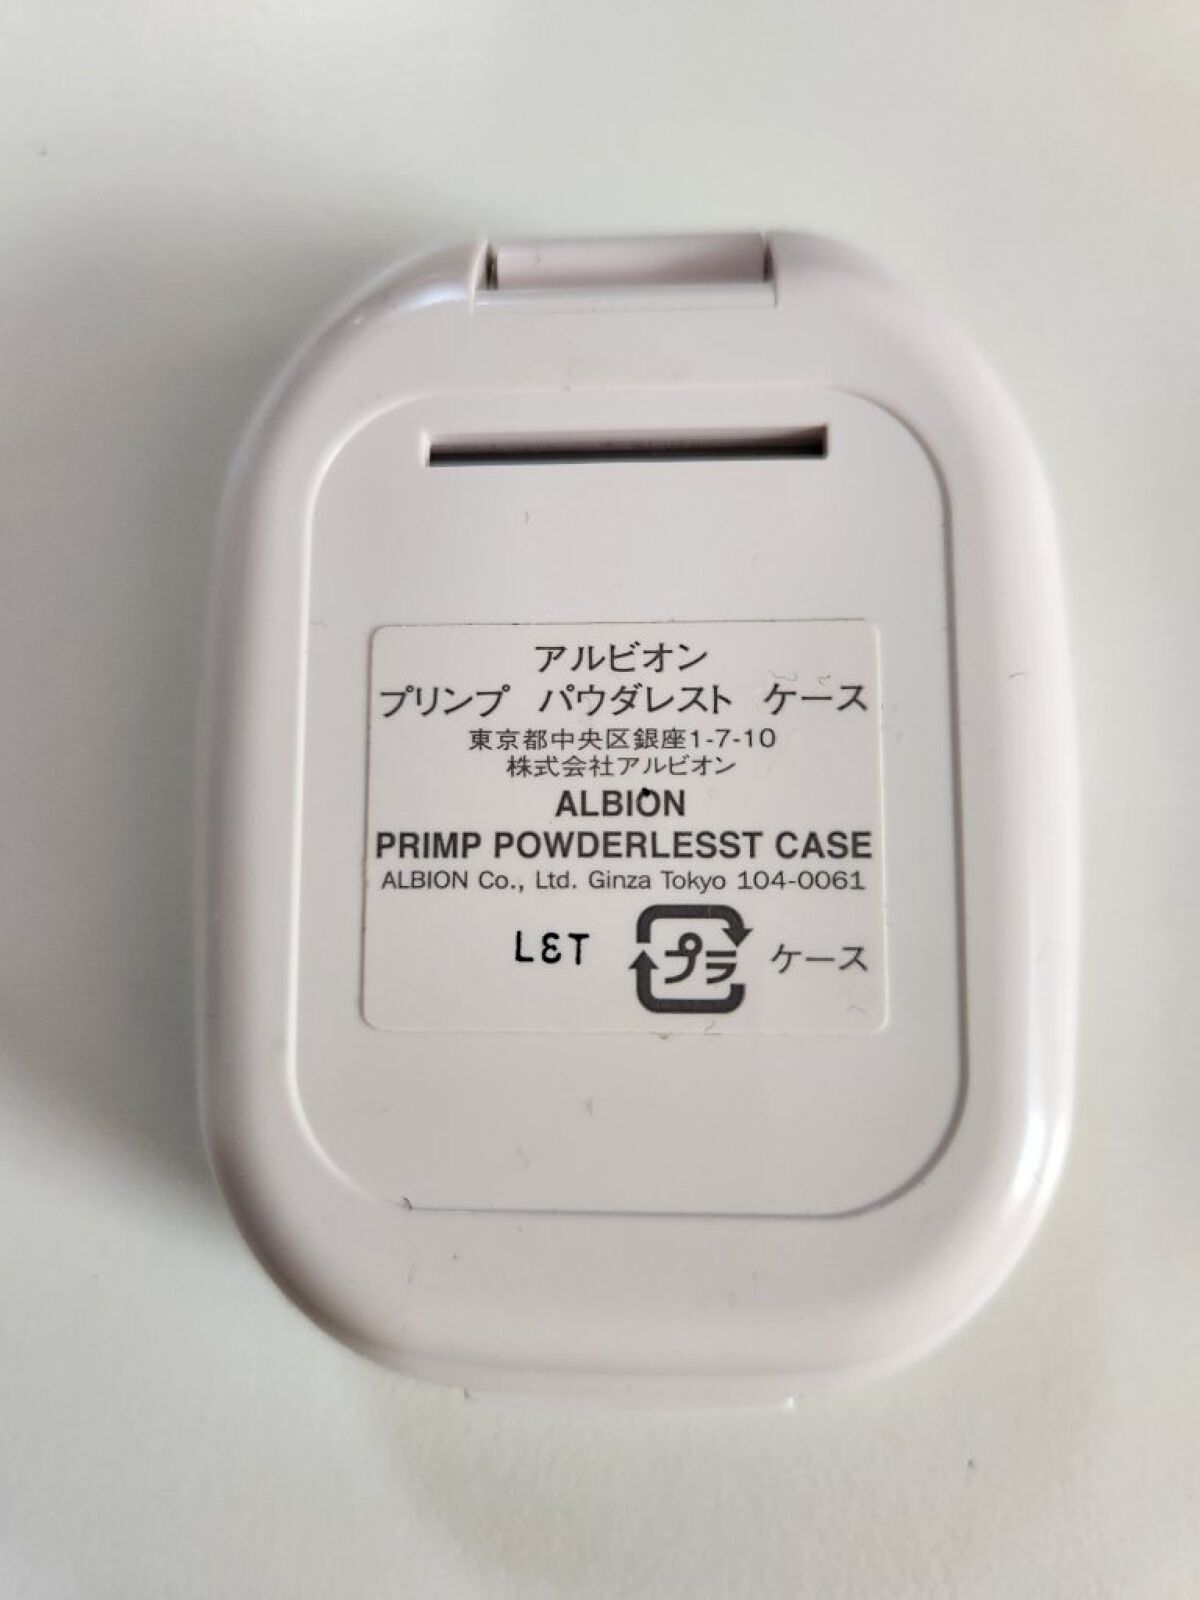 アルビオン
プリンプ パウダレスト ケース
東京都中央区銀座1-7-10
株式会社アルビオン
ALBION
PRIMP POWDERLESST CASE
ALBION Co., Ltd. Ginza Tokyo 104-0061
L&T プラ ケース